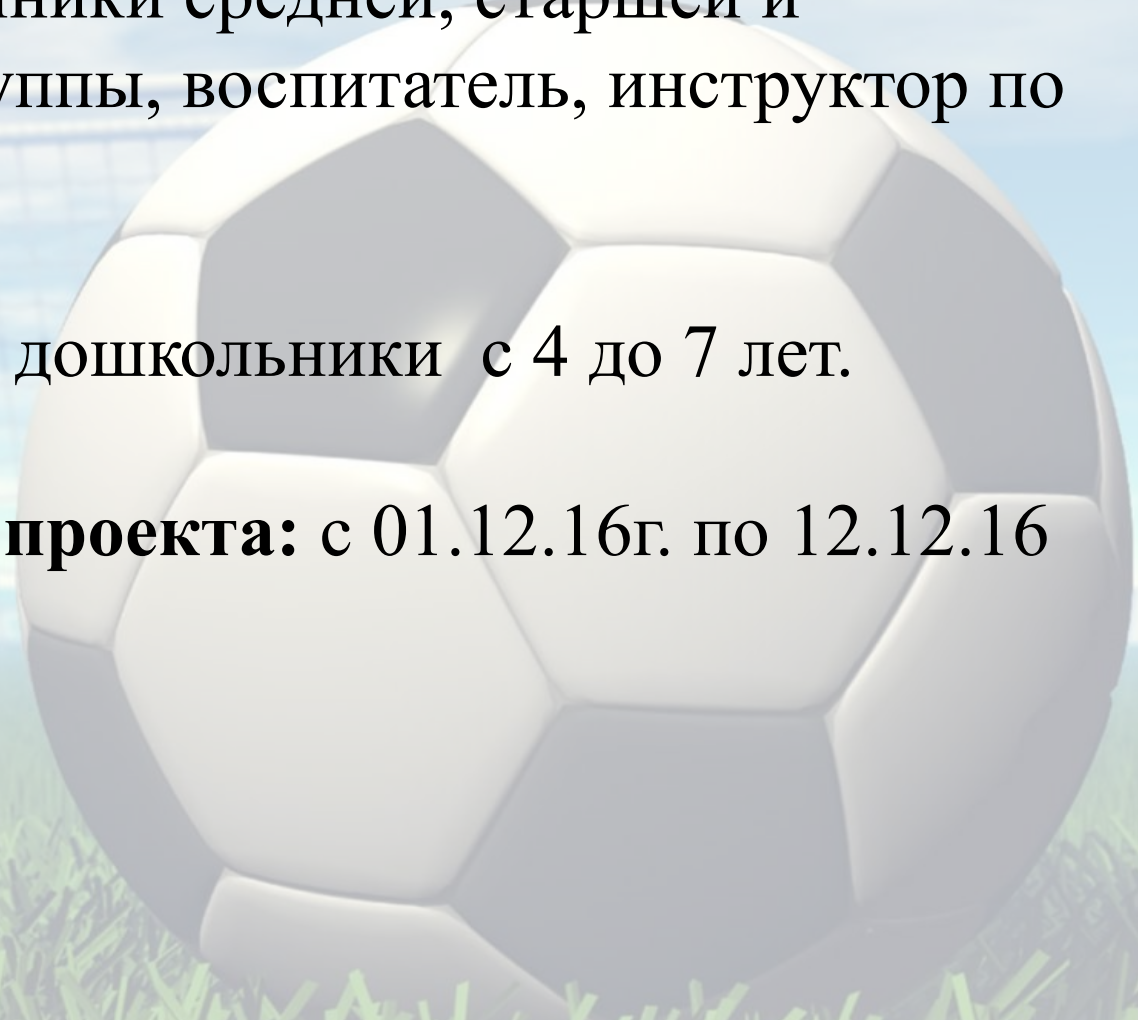 ники средней, старшей и
уппы, воспитатель, инструктор по
дошкольники с 4 до 7 лет.
проекта: с 01.12.16г. по 12.12.16